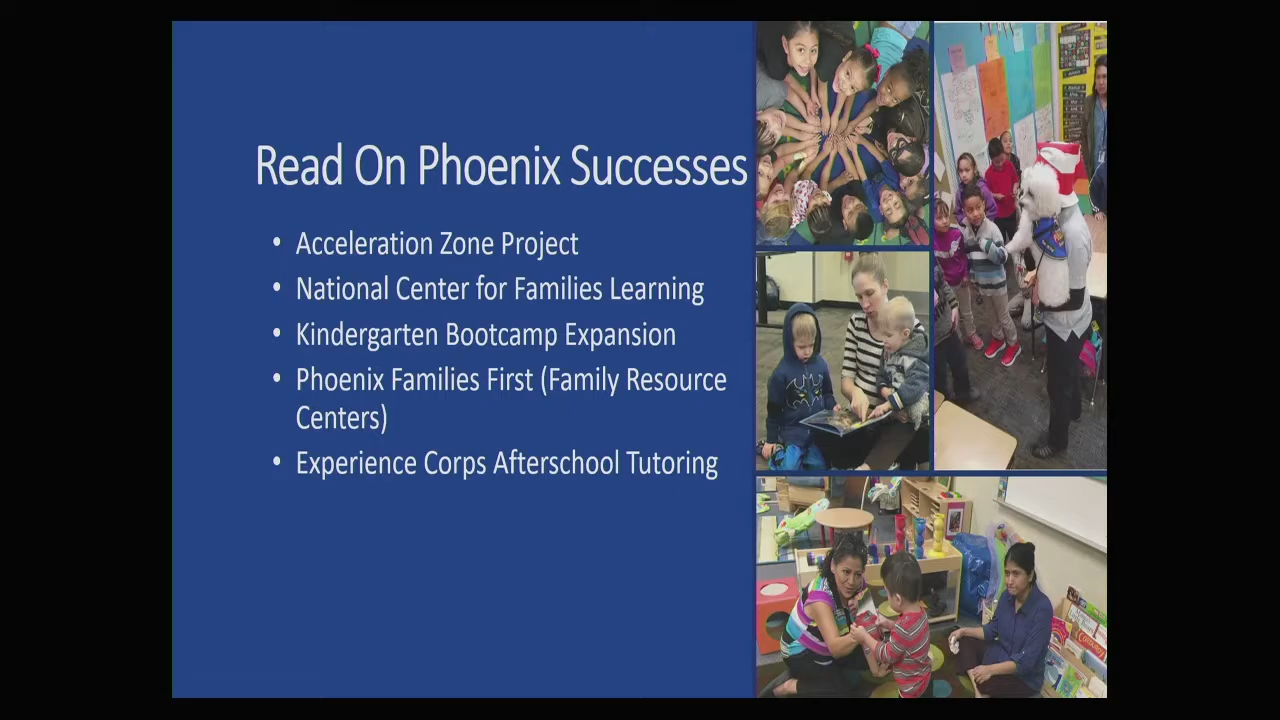 Read On Phoenix Successes
• Acceleration Zone Project
• National Center for Families Learning
• Kindergarten Bootcamp Expansion
• Phoenix Families First (Family Resource
Centers)
• Experience Corps Afterschool Tutoring